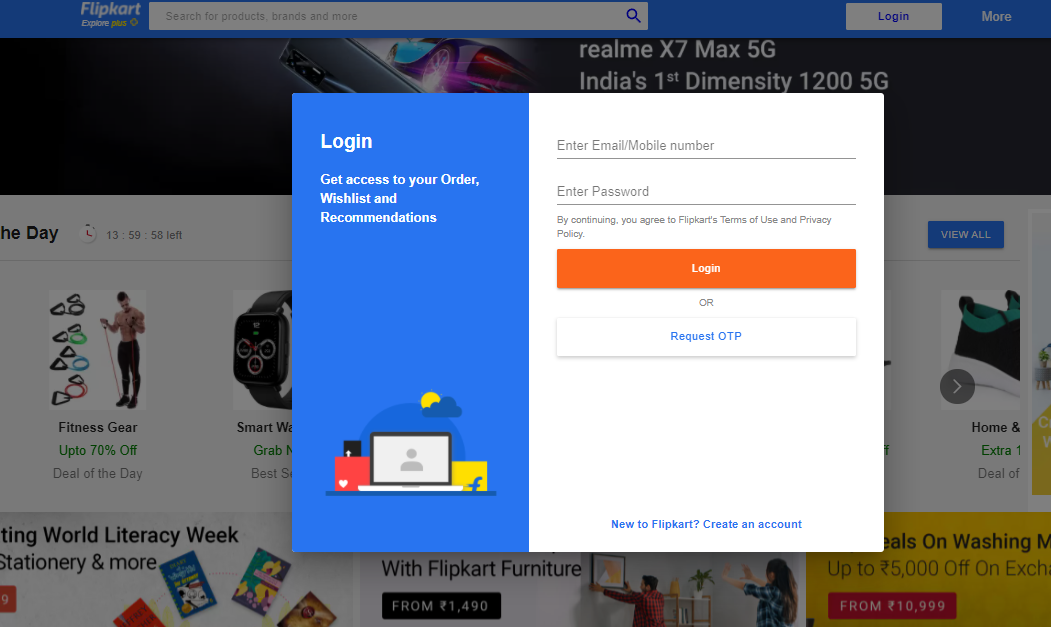 Flipkart
Explore plus
Search for products, brands and more
Login
More
realme X7 Max 5G
India's 1st Dimensity 1200 5G
Login
Get access to your Order,
Wishlist and
Recommendations
Enter Email/Mobile number
Enter Password
By continuing, you agree to Flipkart's Terms of Use and Privacy
Policy.
Login
OR
Request OTP
New to Flipkart? Create an account
he Day
13 : 59 : 58 left
VIEW ALL
Fitness Gear
Upto 70% Off
Deal of the Day
Smart Wa
Grab N
Best Se
ff
Home &
Extra 1
Deal of
ting World Literacy Week
Stationery & more
9
With Flipkart Furniture
FROM ₹1,490
eals On Washing M
Up to ₹5,000 Off On Excha
FROM ₹10,999